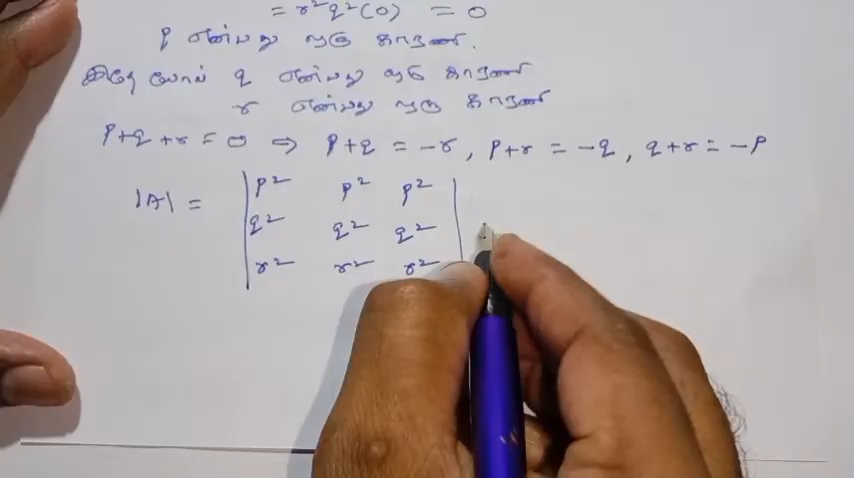 = r²q²(0) = 0
p என்பது ஒரு காரணி.
இதே போல் q என்பது ஒரு காரணி
r என்பது ஒரு காரணி
p+q+r = 0 ⇒ p+q = -r, p+r = -q, q+r = -p
|A| = | p² p² p² |
q² q² q²
r² r² r²